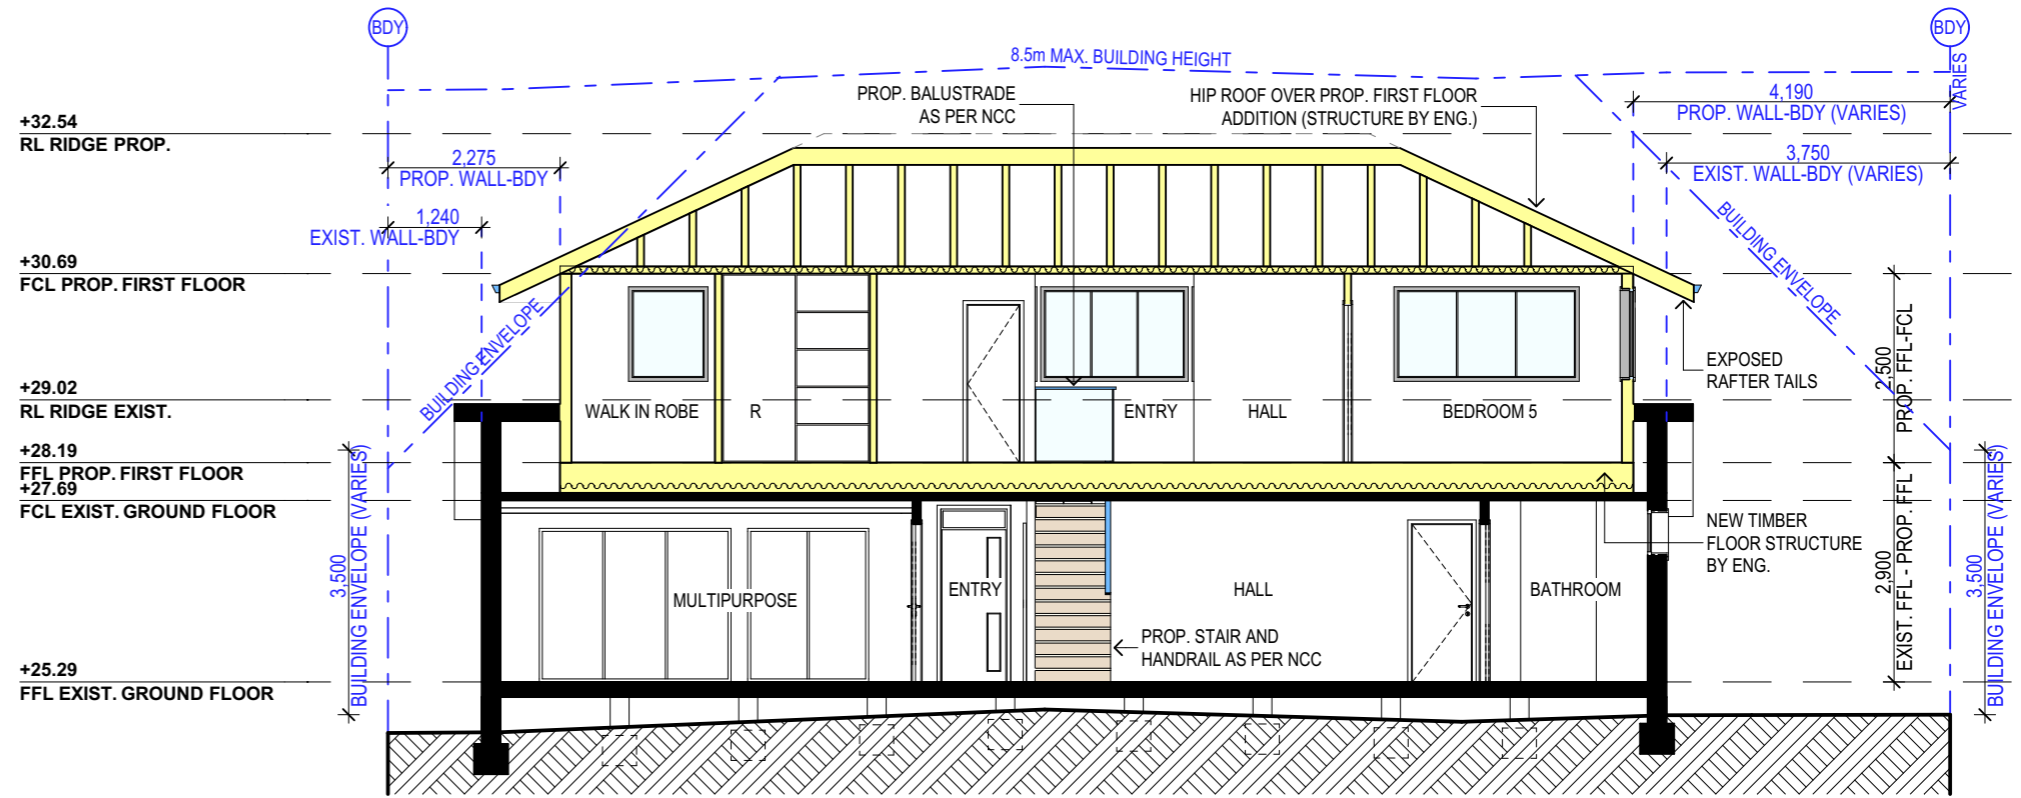 BDY
BDY
8.5m MAX. BUILDING HEIGHT
VARIES
PROP. BALUSTRADE
AS PER NCC
HIP ROOF OVER PROP. FIRST FLOOR
ADDITION (STRUCTURE BY ENG.)
4,190
PROP. WALL-BDY (VARIES)
+32.54
RL RIDGE PROP.
2,275
PROP. WALL-BDY
3,750
EXIST. WALL-BDY (VARIES)
1,240
EXIST. WALL-BDY
BUILDING ENVELOPE
+30.69
FCL PROP. FIRST FLOOR
BUILDING ENVELOPE
EXPOSED
RAFTER TAILS
2,500
PROP. FFL-FCL
+29.02
RL RIDGE EXIST.
WALK IN ROBE
R
ENTRY
HALL
BEDROOM 5
+28.19
FFL PROP. FIRST FLOOR
+27.69
FCL EXIST. GROUND FLOOR
3,500
BUILDING ENVELOPE (VARIES)
NEW TIMBER
FLOOR STRUCTURE
BY ENG.
2,900
EXIST. FFL - PROP. FFL
3,500
BUILDING ENVELOPE (VARIES)
MULTIPURPOSE
ENTRY
HALL
BATHROOM
PROP. STAIR AND
HANDRAIL AS PER NCC
+25.29
FFL EXIST. GROUND FLOOR